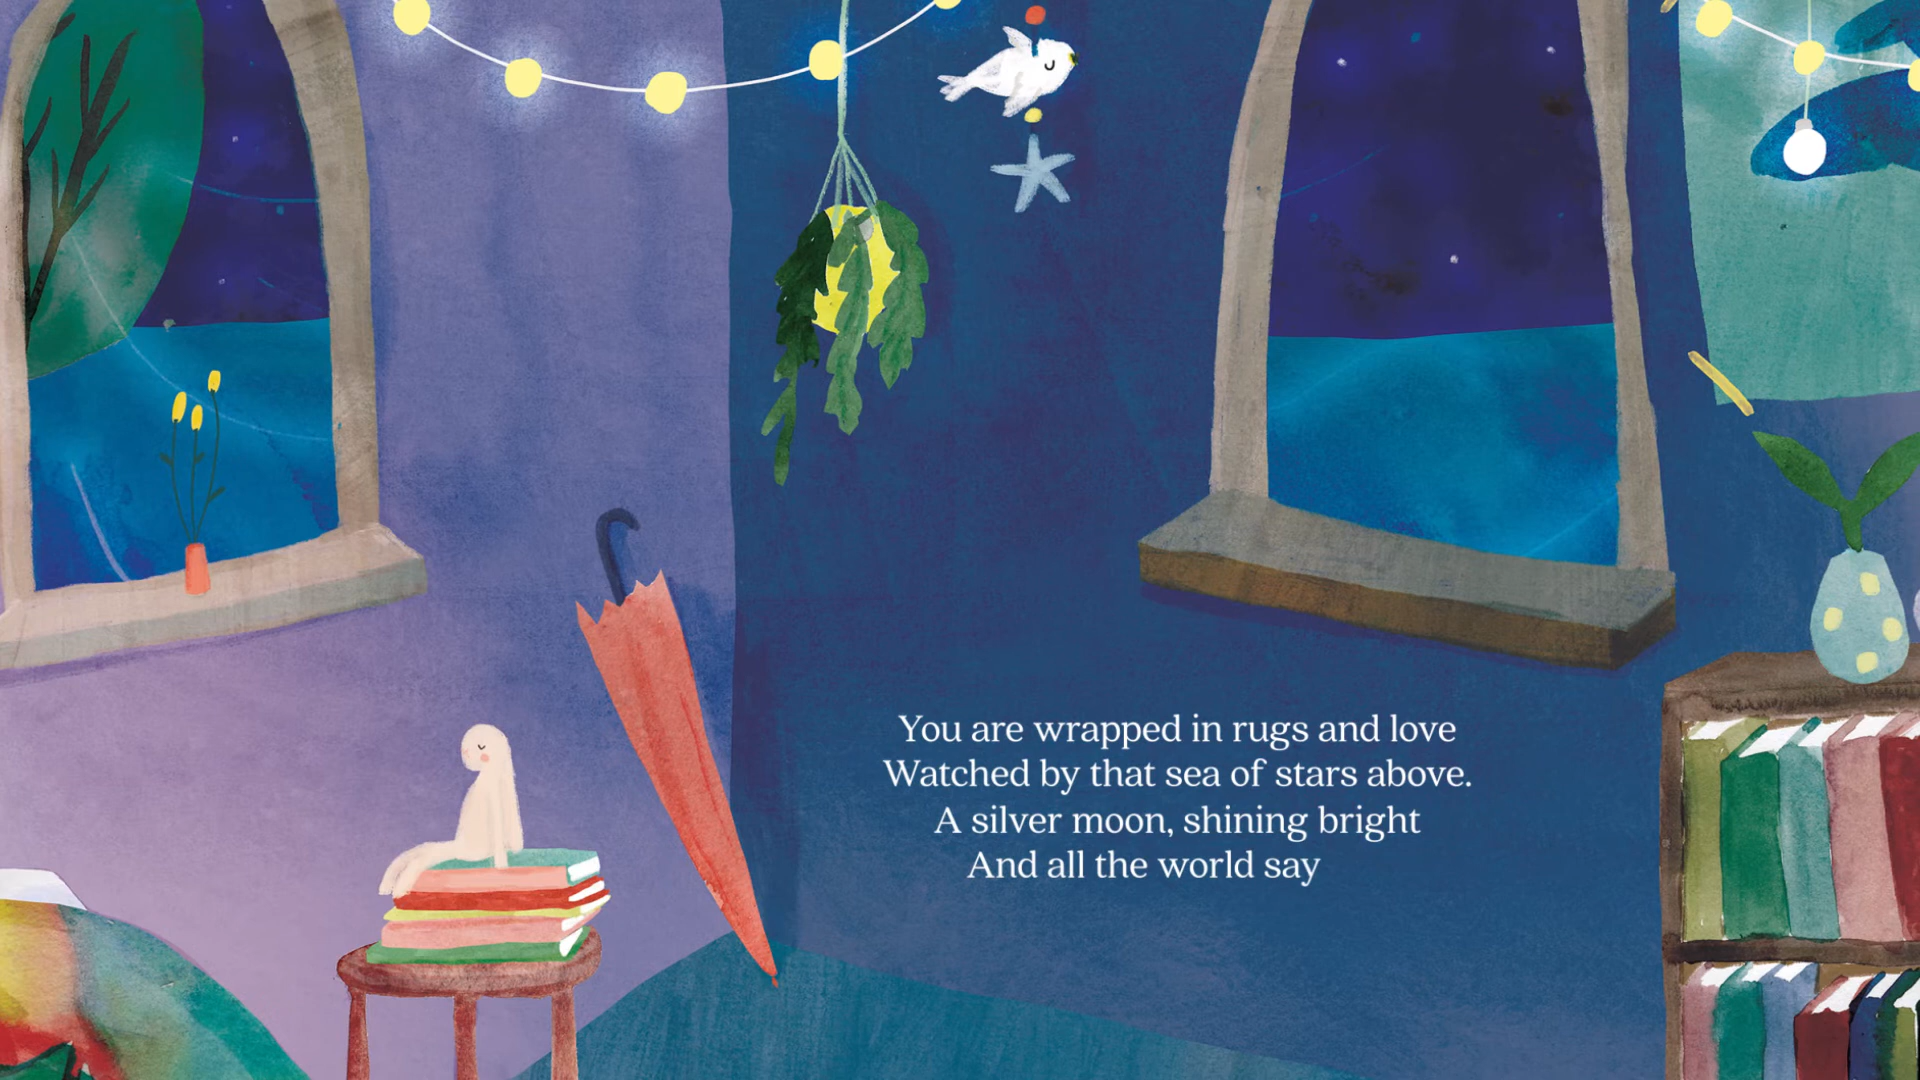 You are wrapped in rugs and love
Watched by that sea of stars above.
A silver moon, shining bright
And all the world say